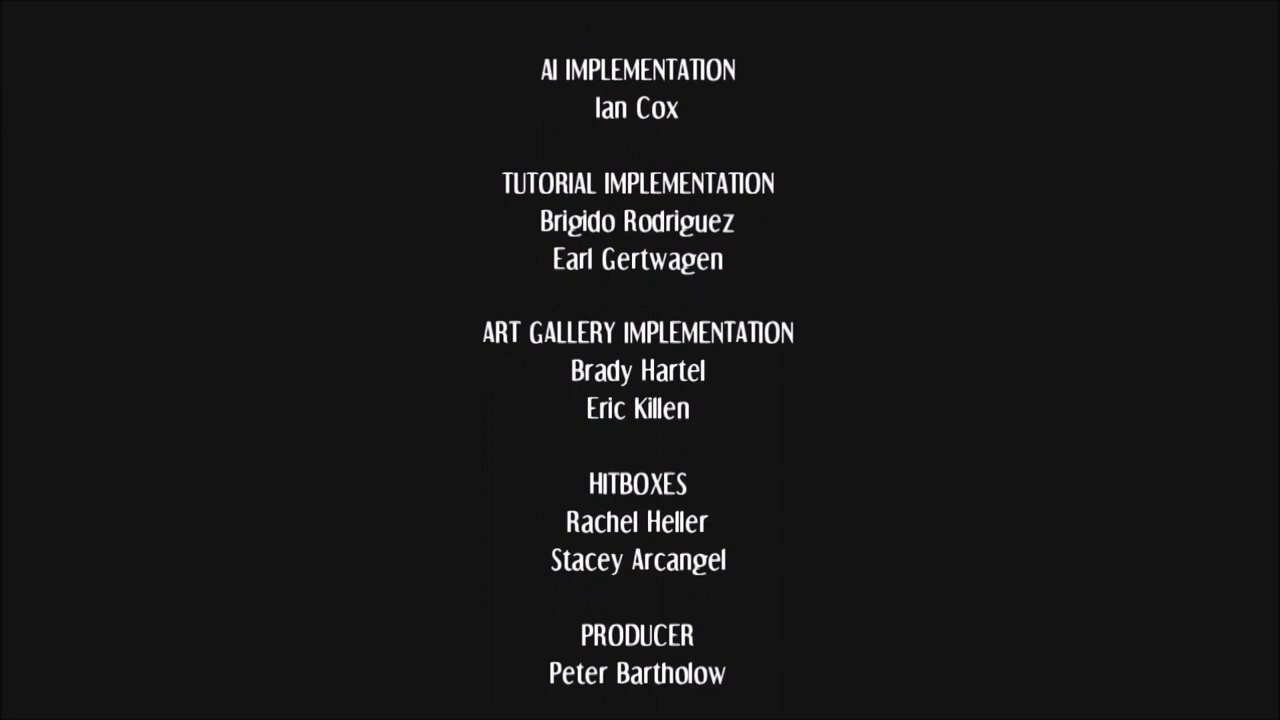 AI IMPLEMENTATION
Ian Cox
TUTORIAL IMPLEMENTATION
Brigido Rodriguez
Earl Gertwagen
ART GALLERY IMPLEMENTATION
Brady Hartel
Eric Killen
HITBOXES
Rachel Heller
Stacey Arcangel
PRODUCER
Peter Bartholow